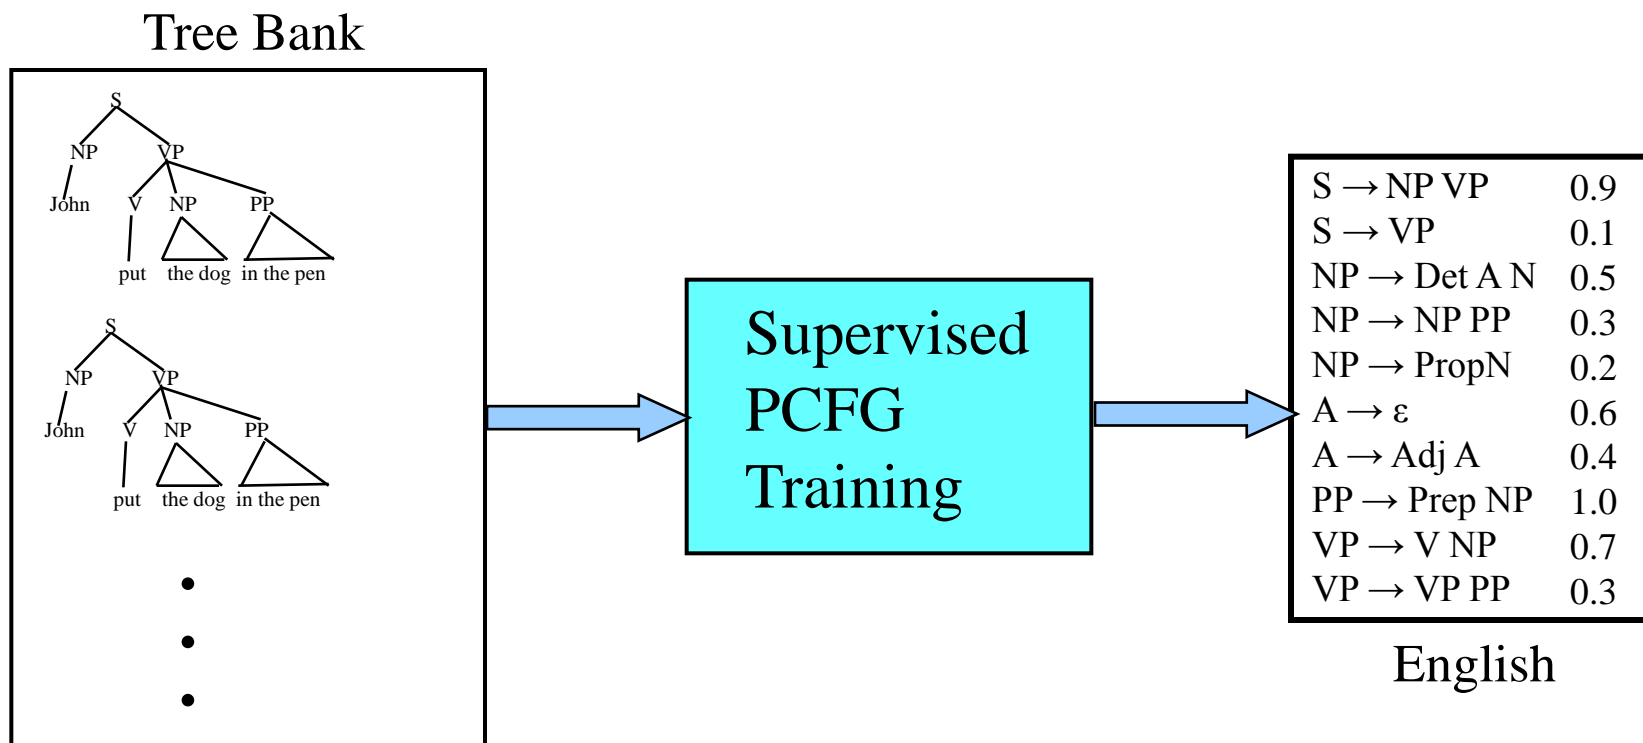 Tree Bank
S
NP VP
John V NP PP
put the dog in the pen
S
NP VP
John V NP PP
put the dog in the pen
Supervised
PCFG
Training
S → NP VP 0.9
S → VP 0.1
NP → Det A N 0.5
NP → NP PP 0.3
NP → PropN 0.2
A → ε 0.6
A → Adj A 0.4
PP → Prep NP 1.0
VP → V NP 0.7
VP → VP PP 0.3
English